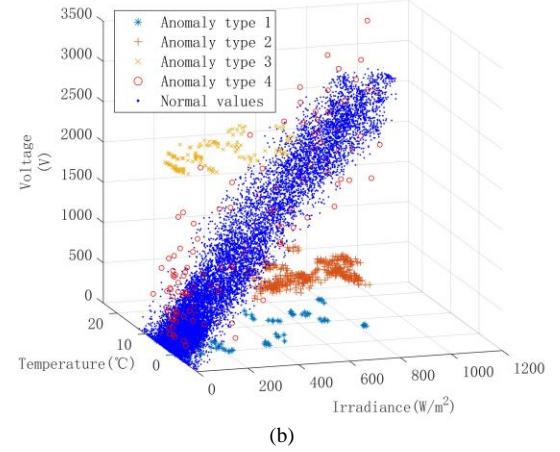 3500
3000
2500
2000
1500
1000
500
0
Voltage
(V)
Anomaly type 1
Anomaly type 2
Anomaly type 3
Anomaly type 4
Normal values
20
10
0
Temperature(℃)
0
200
400
600
800
1000
1200
Irradiance(W/m²)
(b)